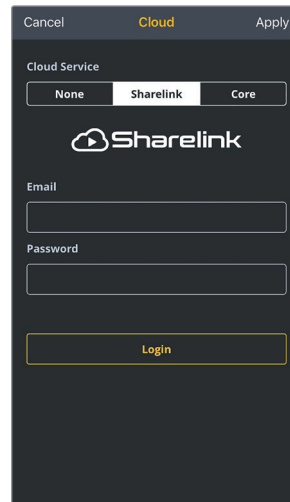 Cancel Cloud Apply
Cloud Service
None Sharelink Core
Sharelink
Email
Password
Login